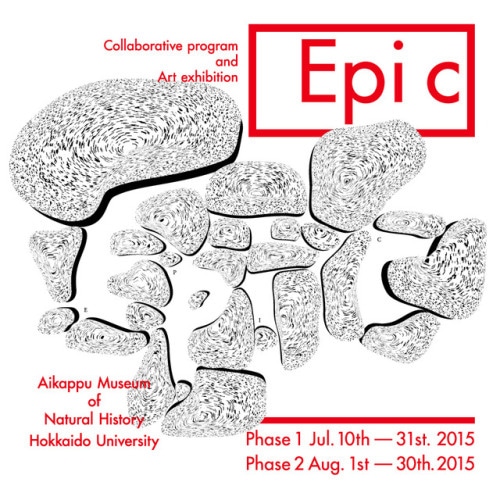 Collaborative program
and
Art exhibition
Epi c
E
P
I
C
Aikappu Museum
of
Natural History
Hokkaido University
Phase 1 Jul. 10th — 31st. 2015
Phase 2 Aug. 1st — 30th. 2015